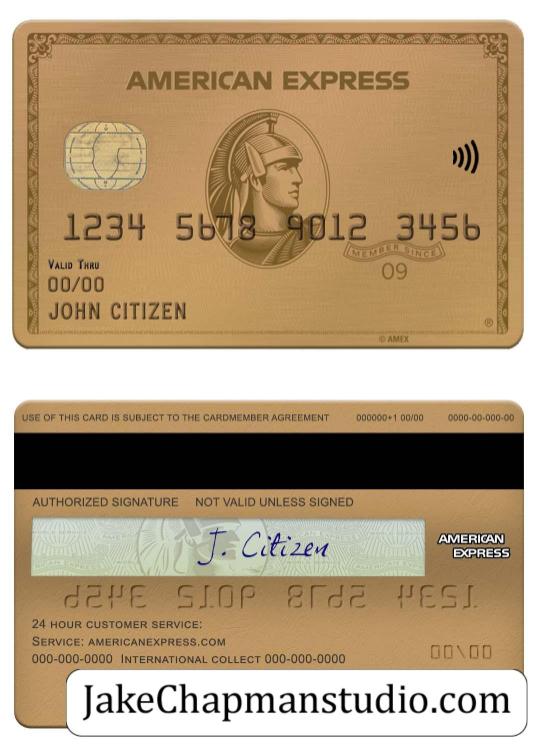 AMERICAN EXPRESS
1234 5678 9012 3456
MEMBER SINCE
VALID THRU
00/00
09
JOHN CITIZEN
®
© AMEX
USE OF THIS CARD IS SUBJECT TO THE CARDMEMBER AGREEMENT 000000+1 00/00 0000-00-000-00
AUTHORIZED SIGNATURE NOT VALID UNLESS SIGNED
J. Citizen
AMERICAN
EXPRESS
1234 5678 9012 3456
24 HOUR CUSTOMER SERVICE:
SERVICE: AMERICANEXPRESS.COM
00/00
000-000-0000 INTERNATIONAL COLLECT 000-000-0000
JakeChapmanstudio.com